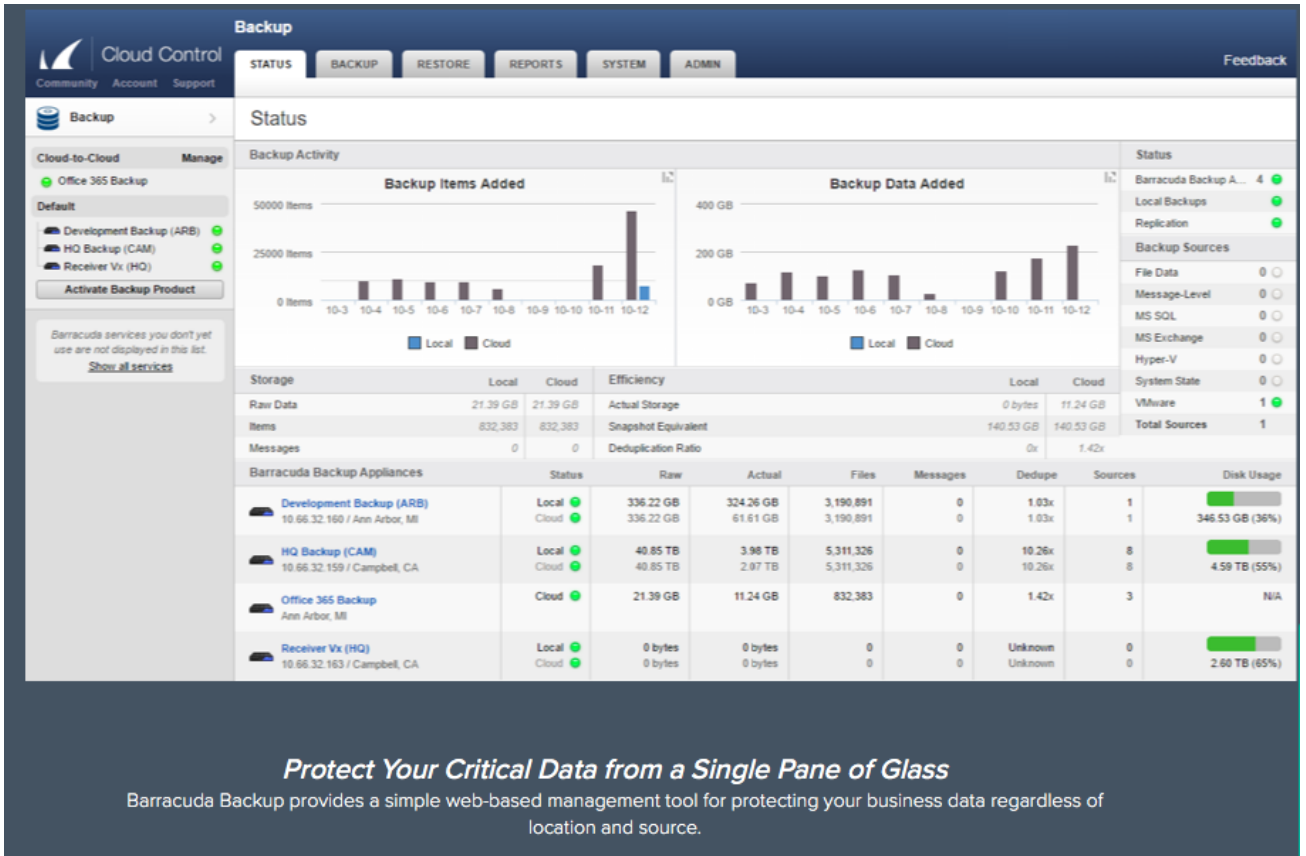 Backup
Cloud Control
Community Account Support
STATUS BACKUP RESTORE REPORTS SYSTEM ADMIN
Feedback
Backup
Cloud-to-Cloud Manage
Office 365 Backup
Default
Development Backup (ARB)
HQ Backup (CAM)
Receiver Vx (HQ)
Activate Backup Product
Barracuda services you don't yet
use are not displayed in this list.
Show all services
Status
Backup Activity
Backup Items Added
50000 Items
25000 Items
0 Items
10-3 10-4 10-5 10-6 10-7 10-8 10-9 10-10 10-11 10-12
Local Cloud
Backup Data Added
400 GB
200 GB
0 GB
10-3 10-4 10-5 10-6 10-7 10-8 10-9 10-10 10-11 10-12
Local Cloud
Status
Barracuda Backup A... 4
Local Backups
Replication
Backup Sources
File Data 0
Message-Level 0
MS SQL 0
MS Exchange 0
Hyper-V 0
System State 0
VMware 1
Total Sources 1
Storage Local Cloud
Raw Data 21.39 GB 21.39 GB
Items 832,383 832,383
Messages 0 0
Efficiency Local Cloud
Actual Storage 0 bytes 11.24 GB
Snapshot Equivalent 140.53 GB 140.53 GB
Deduplication Ratio 0x 1.42x
Barracuda Backup Appliances Status Raw Actual Files Messages Dedupe Sources Disk Usage
Development Backup (ARB) Local 336.22 GB 324.26 GB 3,190,891 0 1.03x 1
10.66.32.160 / Ann Arbor, MI Cloud 336.22 GB 61.61 GB 3,190,891 0 1.03x 1 346.53 GB (36%)
HQ Backup (CAM) Local 40.85 TB 3.98 TB 5,311,326 0 10.26x 8
10.66.32.159 / Campbell, CA Cloud 40.85 TB 2.97 TB 5,311,326 0 10.26x 8 4.59 TB (55%)
Office 365 Backup Cloud 21.39 GB 11.24 GB 832,383 0 1.42x 3 N/A
Ann Arbor, MI
Receiver Vx (HQ) Local 0 bytes 0 bytes 0 0 Unknown 0
10.66.32.163 / Campbell, CA Cloud 0 bytes 0 bytes 0 0 Unknown 0 2.60 TB (65%)
Protect Your Critical Data from a Single Pane of Glass
Barracuda Backup provides a simple web-based management tool for protecting your business data regardless of
location and source.